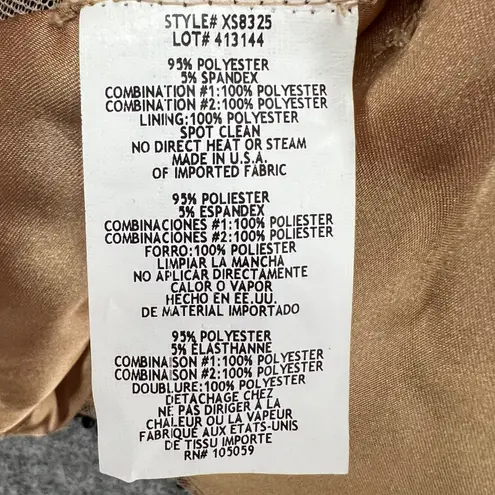 STYLE# XS8325
LOT# 413144
95% POLYESTER
5% SPANDEX
COMBINATION #1:100% POLYESTER
COMBINATION #2:100% POLYESTER
LINING:100% POLYESTER
SPOT CLEAN
NO DIRECT HEAT OR STEAM
MADE IN U.S.A.
OF IMPORTED FABRIC
95% POLIESTER
5% ESPANDEX
COMBINACIONES #1:100% POLIESTER
COMBINACIONES #2:100% POLIESTER
FORRO:100% POLIESTER
LIMPIAR LA MANCHA
NO APLICAR DIRECTAMENTE
CALOR O VAPOR
HECHO EN EE.UU.
DE MATERIAL IMPORTADO
95% POLYESTER
5% ELASTHANNE
COMBINAISON #1:100% POLYESTER
COMBINAISON #2:100% POLYESTER
DOUBLURE:100% POLYESTER
DETACHAGE CHEZ
NE PAS DIRIGER À LA
CHALEUR OU LA VAPEUR
FABRIQUÉ AUX ETATS-UNIS
DE TISSU IMPORTE
RN# 105059